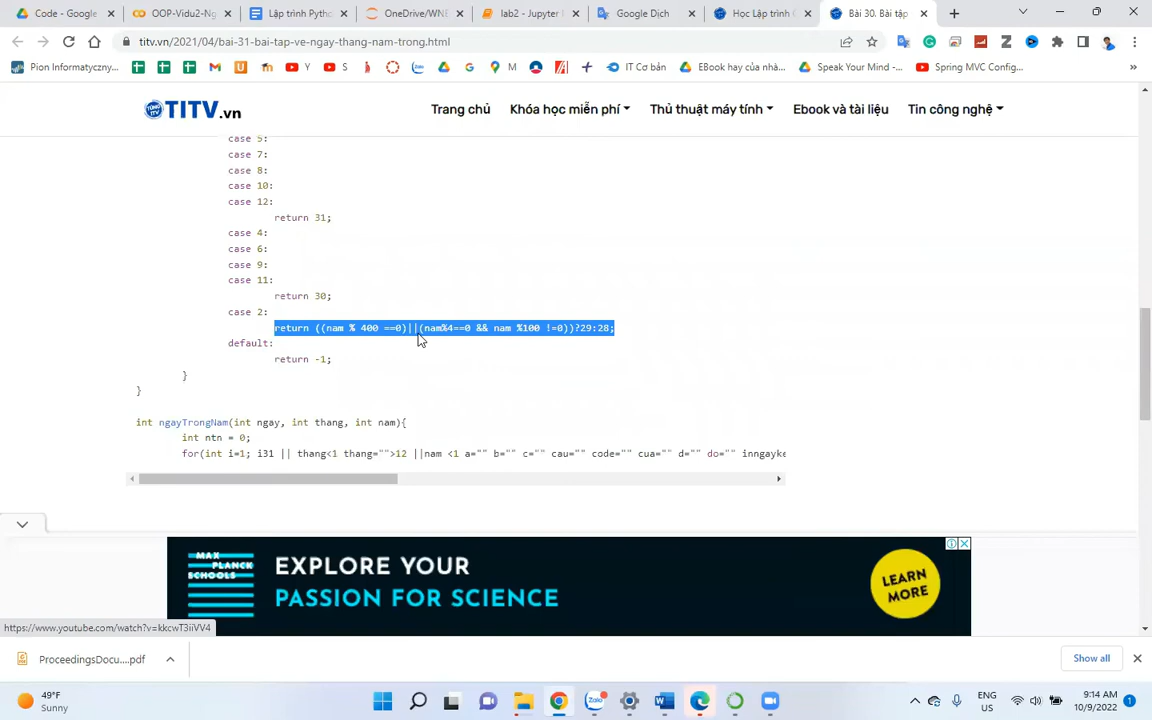 Code - Google
OOP-Vidu2-Ng
Lập trình Pytho
OneDrive/WNE
lab2 - Jupyter
Google Dịch
Học Lập trình
Bài 30. Bài tập
titv.vn/2021/04/bai-31-bai-tap-ve-ngay-thang-nam-trong.html
Pion Informatyczny...
Y
S
M
IT Cơ bản
EBook hay của nhà...
Speak Your Mind -...
Spring MVC Config...
TITV.vn
Trang chủ
Khóa học miễn phí
Thủ thuật máy tính
Ebook và tài liệu
Tin công nghệ
case 5:
case 7:
case 8:
case 10:
case 12:
return 31;
case 4:
case 6:
case 9:
case 11:
return 30;
case 2:
return ((nam % 400 ==0)||(nam%4==0 && nam %100 !=0))?29:28;
default:
return -1;
}
}
int ngayTrongNam(int ngay, int thang, int nam){
int ntn = 0;
for(int i=1; i31 || thang<1 thang="">12 ||nam <1 a="" b="" c="" cau="" code="" cua="" d="" do="" inngayke
MAX PLANCK SCHOOLS
EXPLORE YOUR
PASSION FOR SCIENCE
LEARN MORE
https://www.youtube.com/watch?v=kkcwT3iiVV4
ProceedingsDocu....pdf
Show all
49°F
Sunny
Zalo
ENG
US
9:14 AM
10/9/2022
1